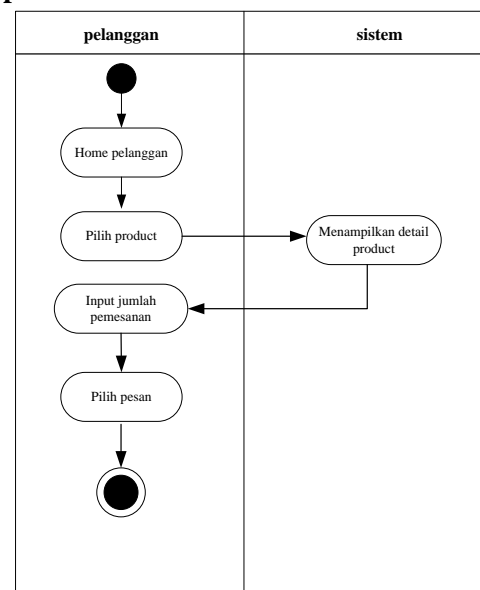 pelanggan
sistem
Home pelanggan
Pilih product
Menampilkan detail
product
Input jumlah
pemesanan
Pilih pesan